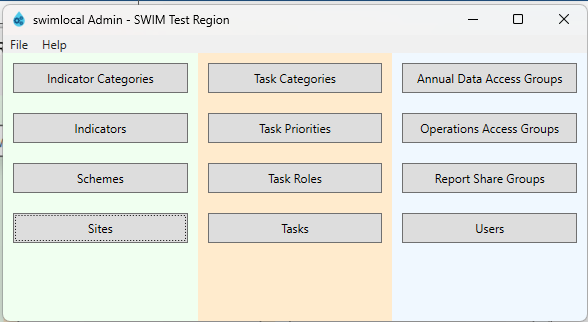 swimlocal Admin - SWIM Test Region
File Help
Indicator Categories Task Categories Annual Data Access Groups
Indicators Task Priorities Operations Access Groups
Schemes Task Roles Report Share Groups
Sites Tasks Users